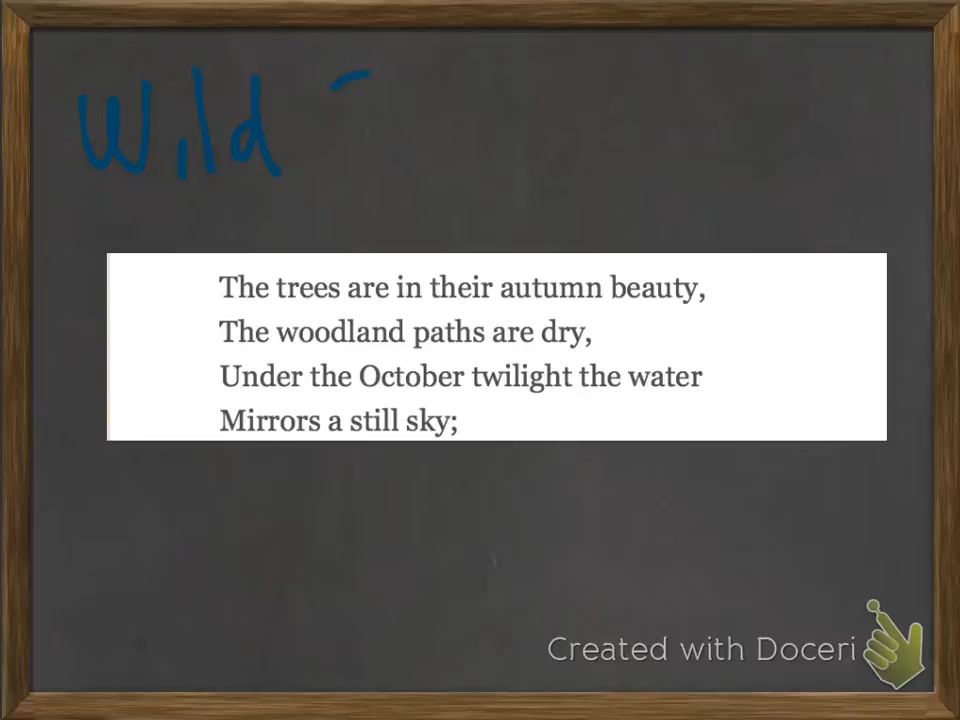 Wild
The trees are in their autumn beauty,
The woodland paths are dry,
Under the October twilight the water
Mirrors a still sky;
Created with Doceri